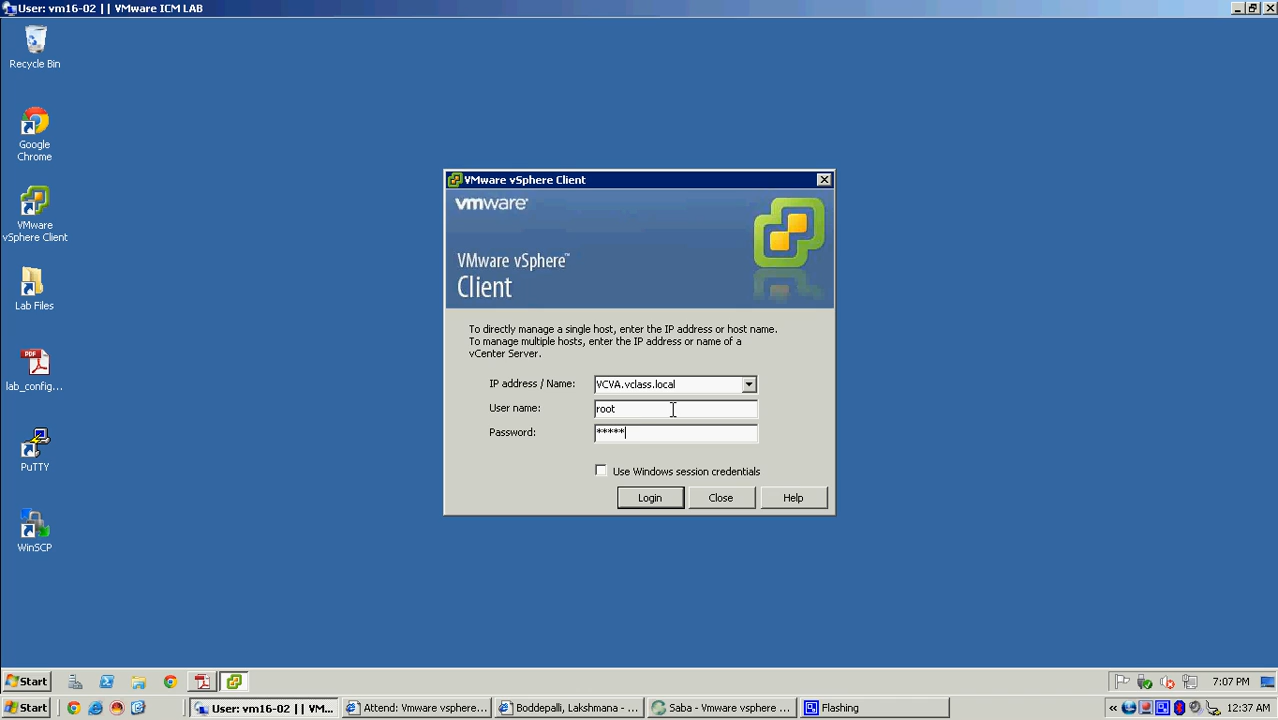 User: vm16-02 || VMware ICM LAB
Recycle Bin
Google
Chrome
VMware
vSphere Client
Lab Files
lab_config...
PuTTY
WinSCP
VMware vSphere Client
vmware®
VMware vSphere™
Client
To directly manage a single host, enter the IP address or host name.
To manage multiple hosts, enter the IP address or name of a
vCenter Server.
IP address / Name: VCVA.vclass.local
User name: root
Password: *****
Use Windows session credentials
Login Close Help
Start 7:07 PM
Start User: vm16-02 || VM... Attend: Vmware vsphere... Boddepalli, Lakshmana - ... Saba - Vmware vsphere ... Flashing 12:37 AM